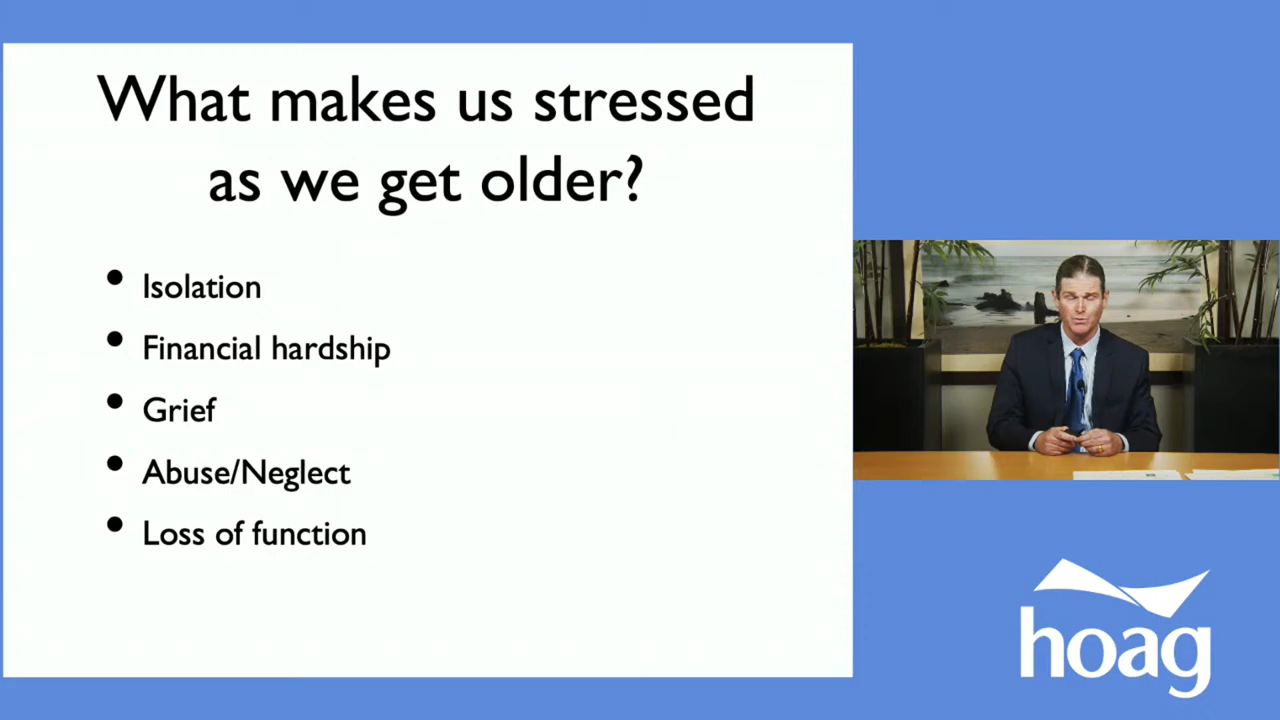 What makes us stressed
as we get older?
• Isolation
• Financial hardship
• Grief
• Abuse/Neglect
• Loss of function
hoag